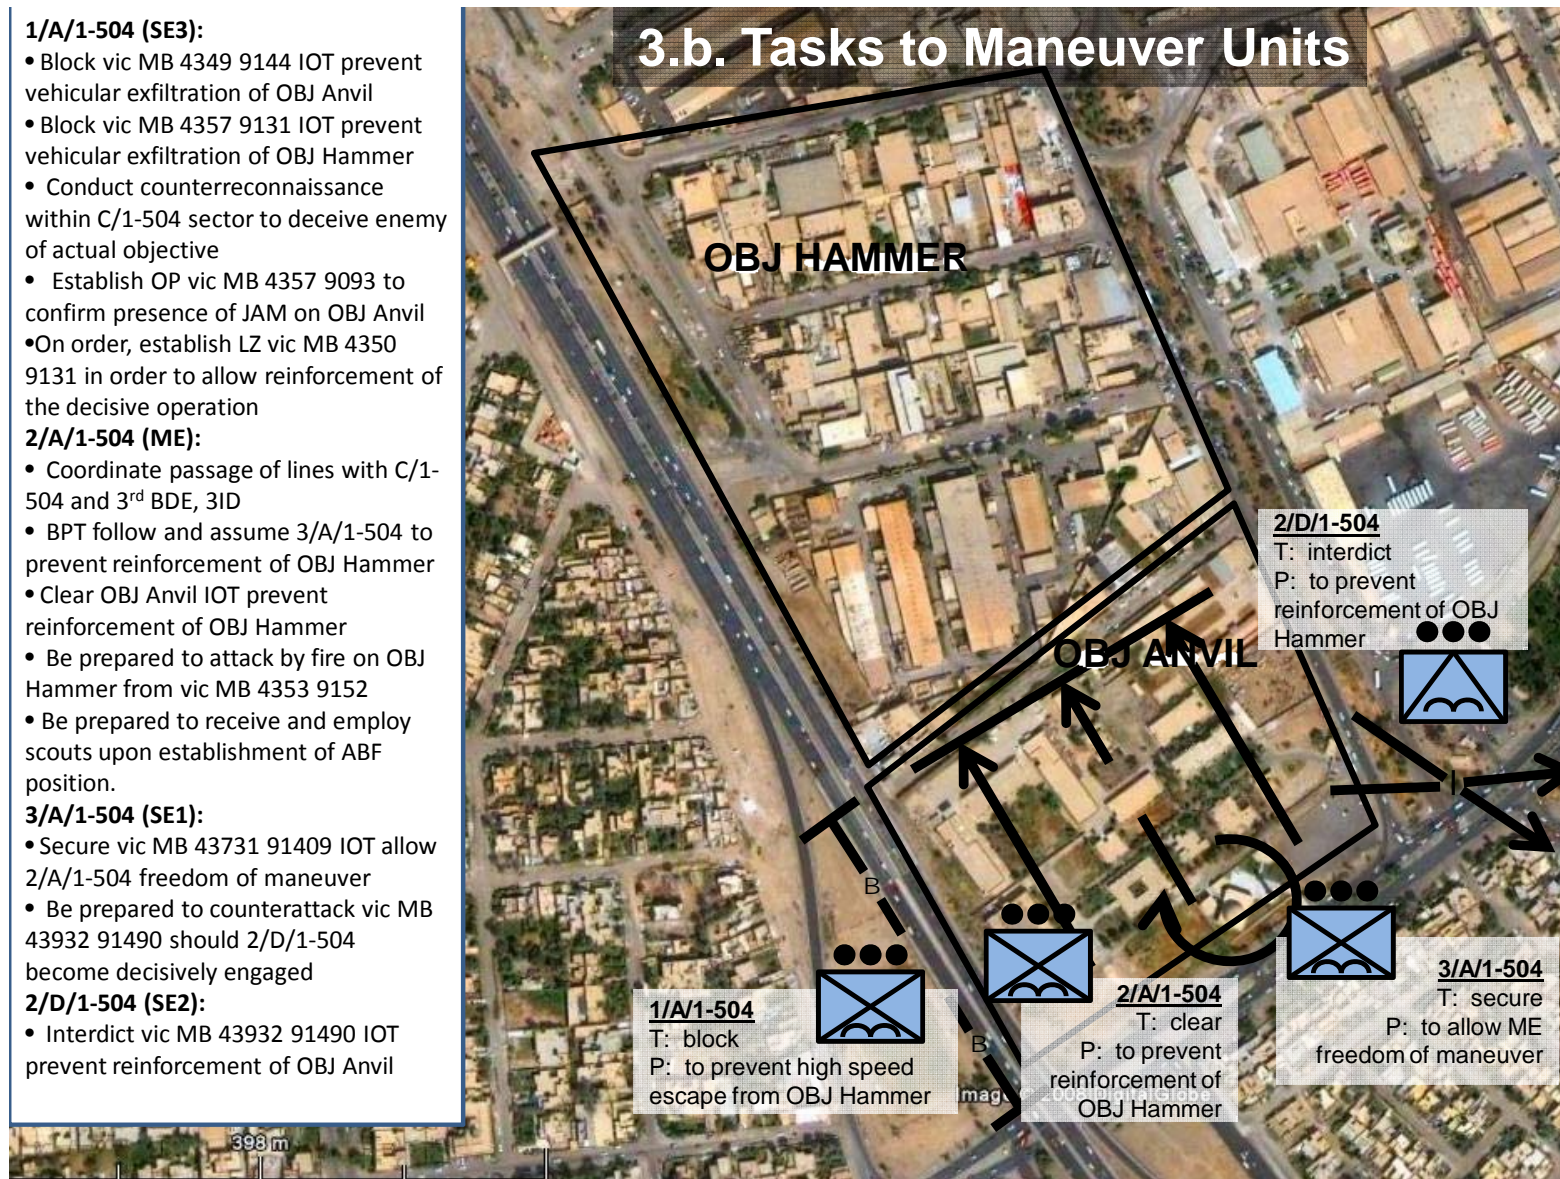 3.b. Tasks to Maneuver Units
1/A/1-504 (SE3):
• Block vic MB 4349 9144 IOT prevent
vehicular exfiltration of OBJ Anvil
• Block vic MB 4357 9131 IOT prevent
vehicular exfiltration of OBJ Hammer
• Conduct counterreconnaissance
within C/1-504 sector to deceive enemy
of actual objective
• Establish OP vic MB 4357 9093 to
confirm presence of JAM on OBJ Anvil
•On order, establish LZ vic MB 4350
9131 in order to allow reinforcement of
the decisive operation
2/A/1-504 (ME):
• Coordinate passage of lines with C/1-
504 and 3rd BDE, 3ID
• BPT follow and assume 3/A/1-504 to
prevent reinforcement of OBJ Hammer
• Clear OBJ Anvil IOT prevent
reinforcement of OBJ Hammer
• Be prepared to attack by fire on OBJ
Hammer from vic MB 4353 9152
• Be prepared to receive and employ
scouts upon establishment of ABF
position.
3/A/1-504 (SE1):
• Secure vic MB 43731 91409 IOT allow
2/A/1-504 freedom of maneuver
• Be prepared to counterattack vic MB
43932 91490 should 2/D/1-504
become decisively engaged
2/D/1-504 (SE2):
• Interdict vic MB 43932 91490 IOT
prevent reinforcement of OBJ Anvil
OBJ HAMMER
2/D/1-504
T: interdict
P: to prevent
reinforcement of OBJ
Hammer
OBJ ANVIL
I
B
B
1/A/1-504
T: block
P: to prevent high speed
escape from OBJ Hammer
2/A/1-504
T: clear
P: to prevent
reinforcement of
OBJ Hammer
3/A/1-504
T: secure
P: to allow ME
freedom of maneuver
Image © 2008 DigitalGlobe
398 m